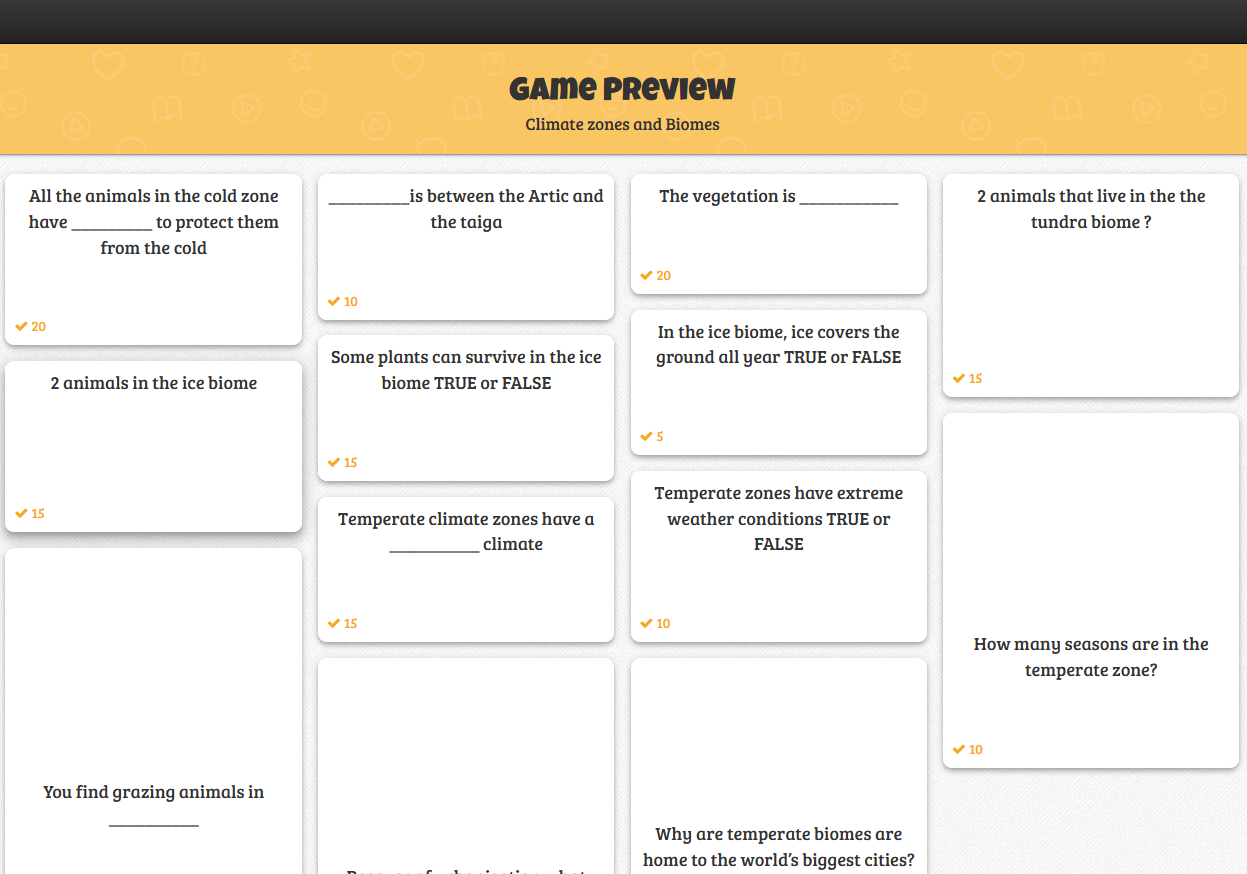 Game Preview
Climate zones and Biomes
All the animals in the cold zone
have _________ to protect them
from the cold
20
2 animals in the ice biome
15
You find grazing animals in
__________
_________is between the Artic and
the taiga
10
Some plants can survive in the ice
biome TRUE or FALSE
15
Temperate climate zones have a
__________ climate
15
The vegetation is ___________
20
In the ice biome, ice covers the
ground all year TRUE or FALSE
5
Temperate zones have extreme
weather conditions TRUE or
FALSE
10
Why are temperate biomes are
home to the world’s biggest cities?
2 animals that live in the the
tundra biome ?
15
How many seasons are in the
temperate zone?
10